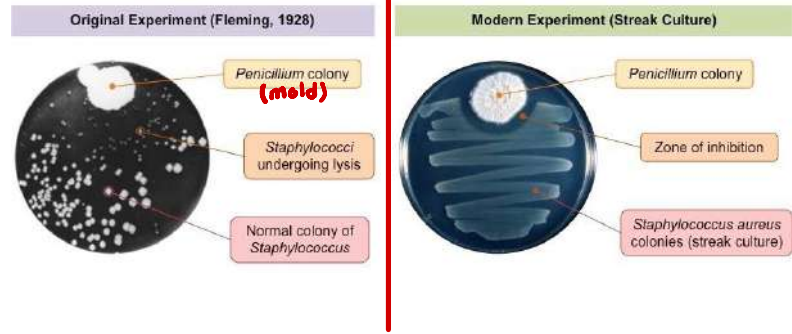 Original Experiment (Fleming, 1928)
Penicillium colony
(mold)
Staphylococci
undergoing lysis
Normal colony of
Staphylococcus
Modern Experiment (Streak Culture)
Penicillium colony
Zone of inhibition
Staphylococcus aureus
colonies (streak culture)